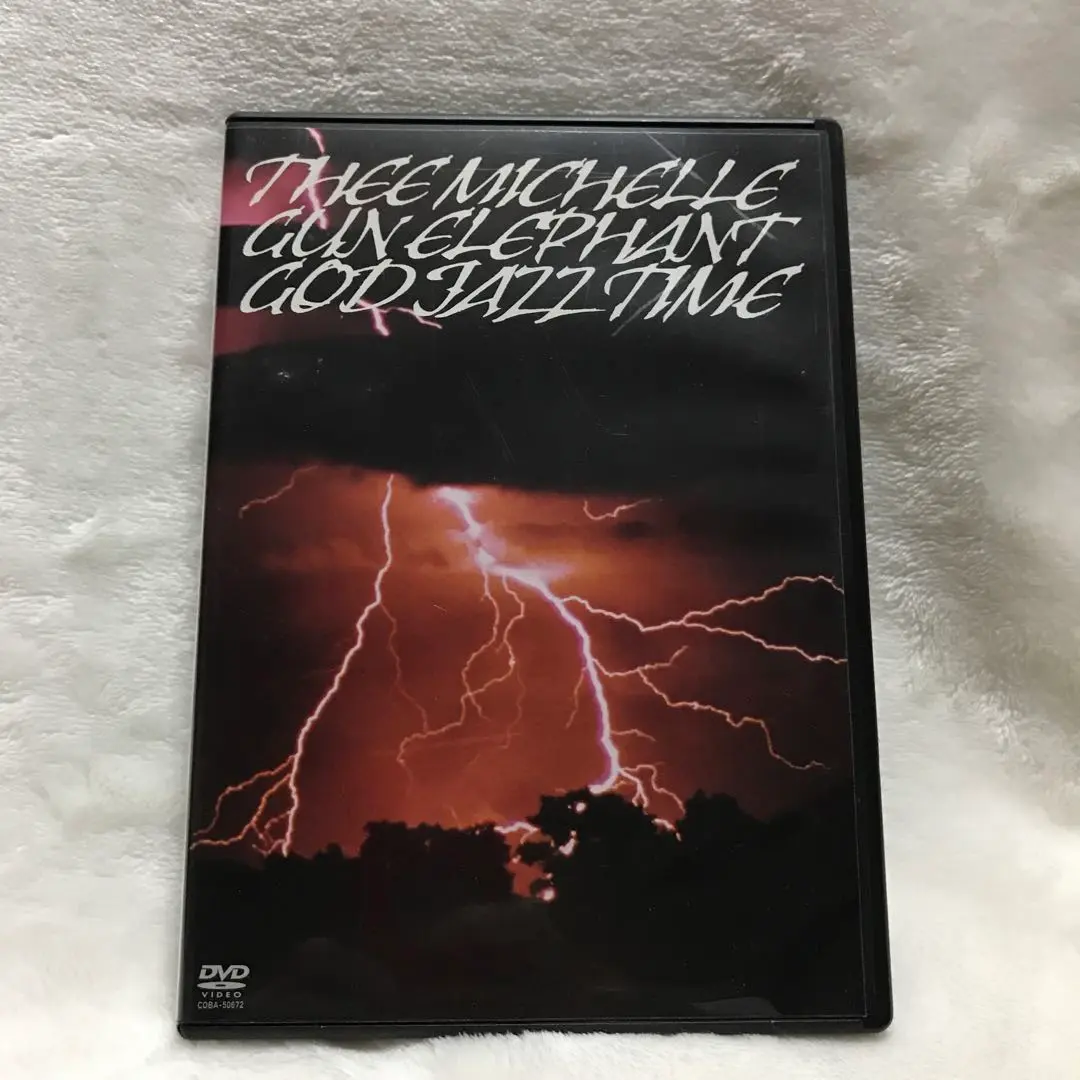 THEE MICHELLE
GUN ELEPHANT
GOD JAZZ TIME
DVD
VIDEO
COBA-50672